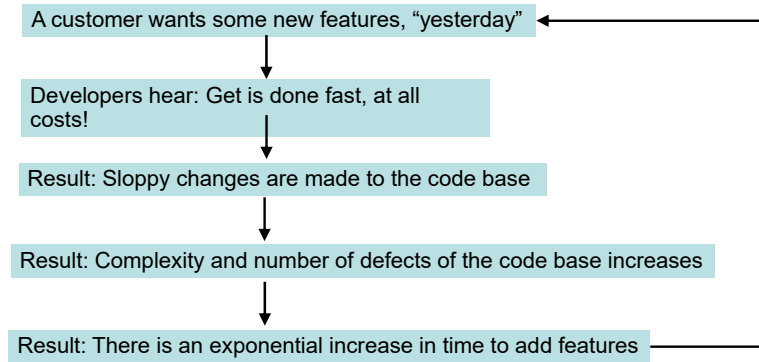 A customer wants some new features, “yesterday”
Developers hear: Get is done fast, at all
costs!
Result: Sloppy changes are made to the code base
Result: Complexity and number of defects of the code base increases
Result: There is an exponential increase in time to add features